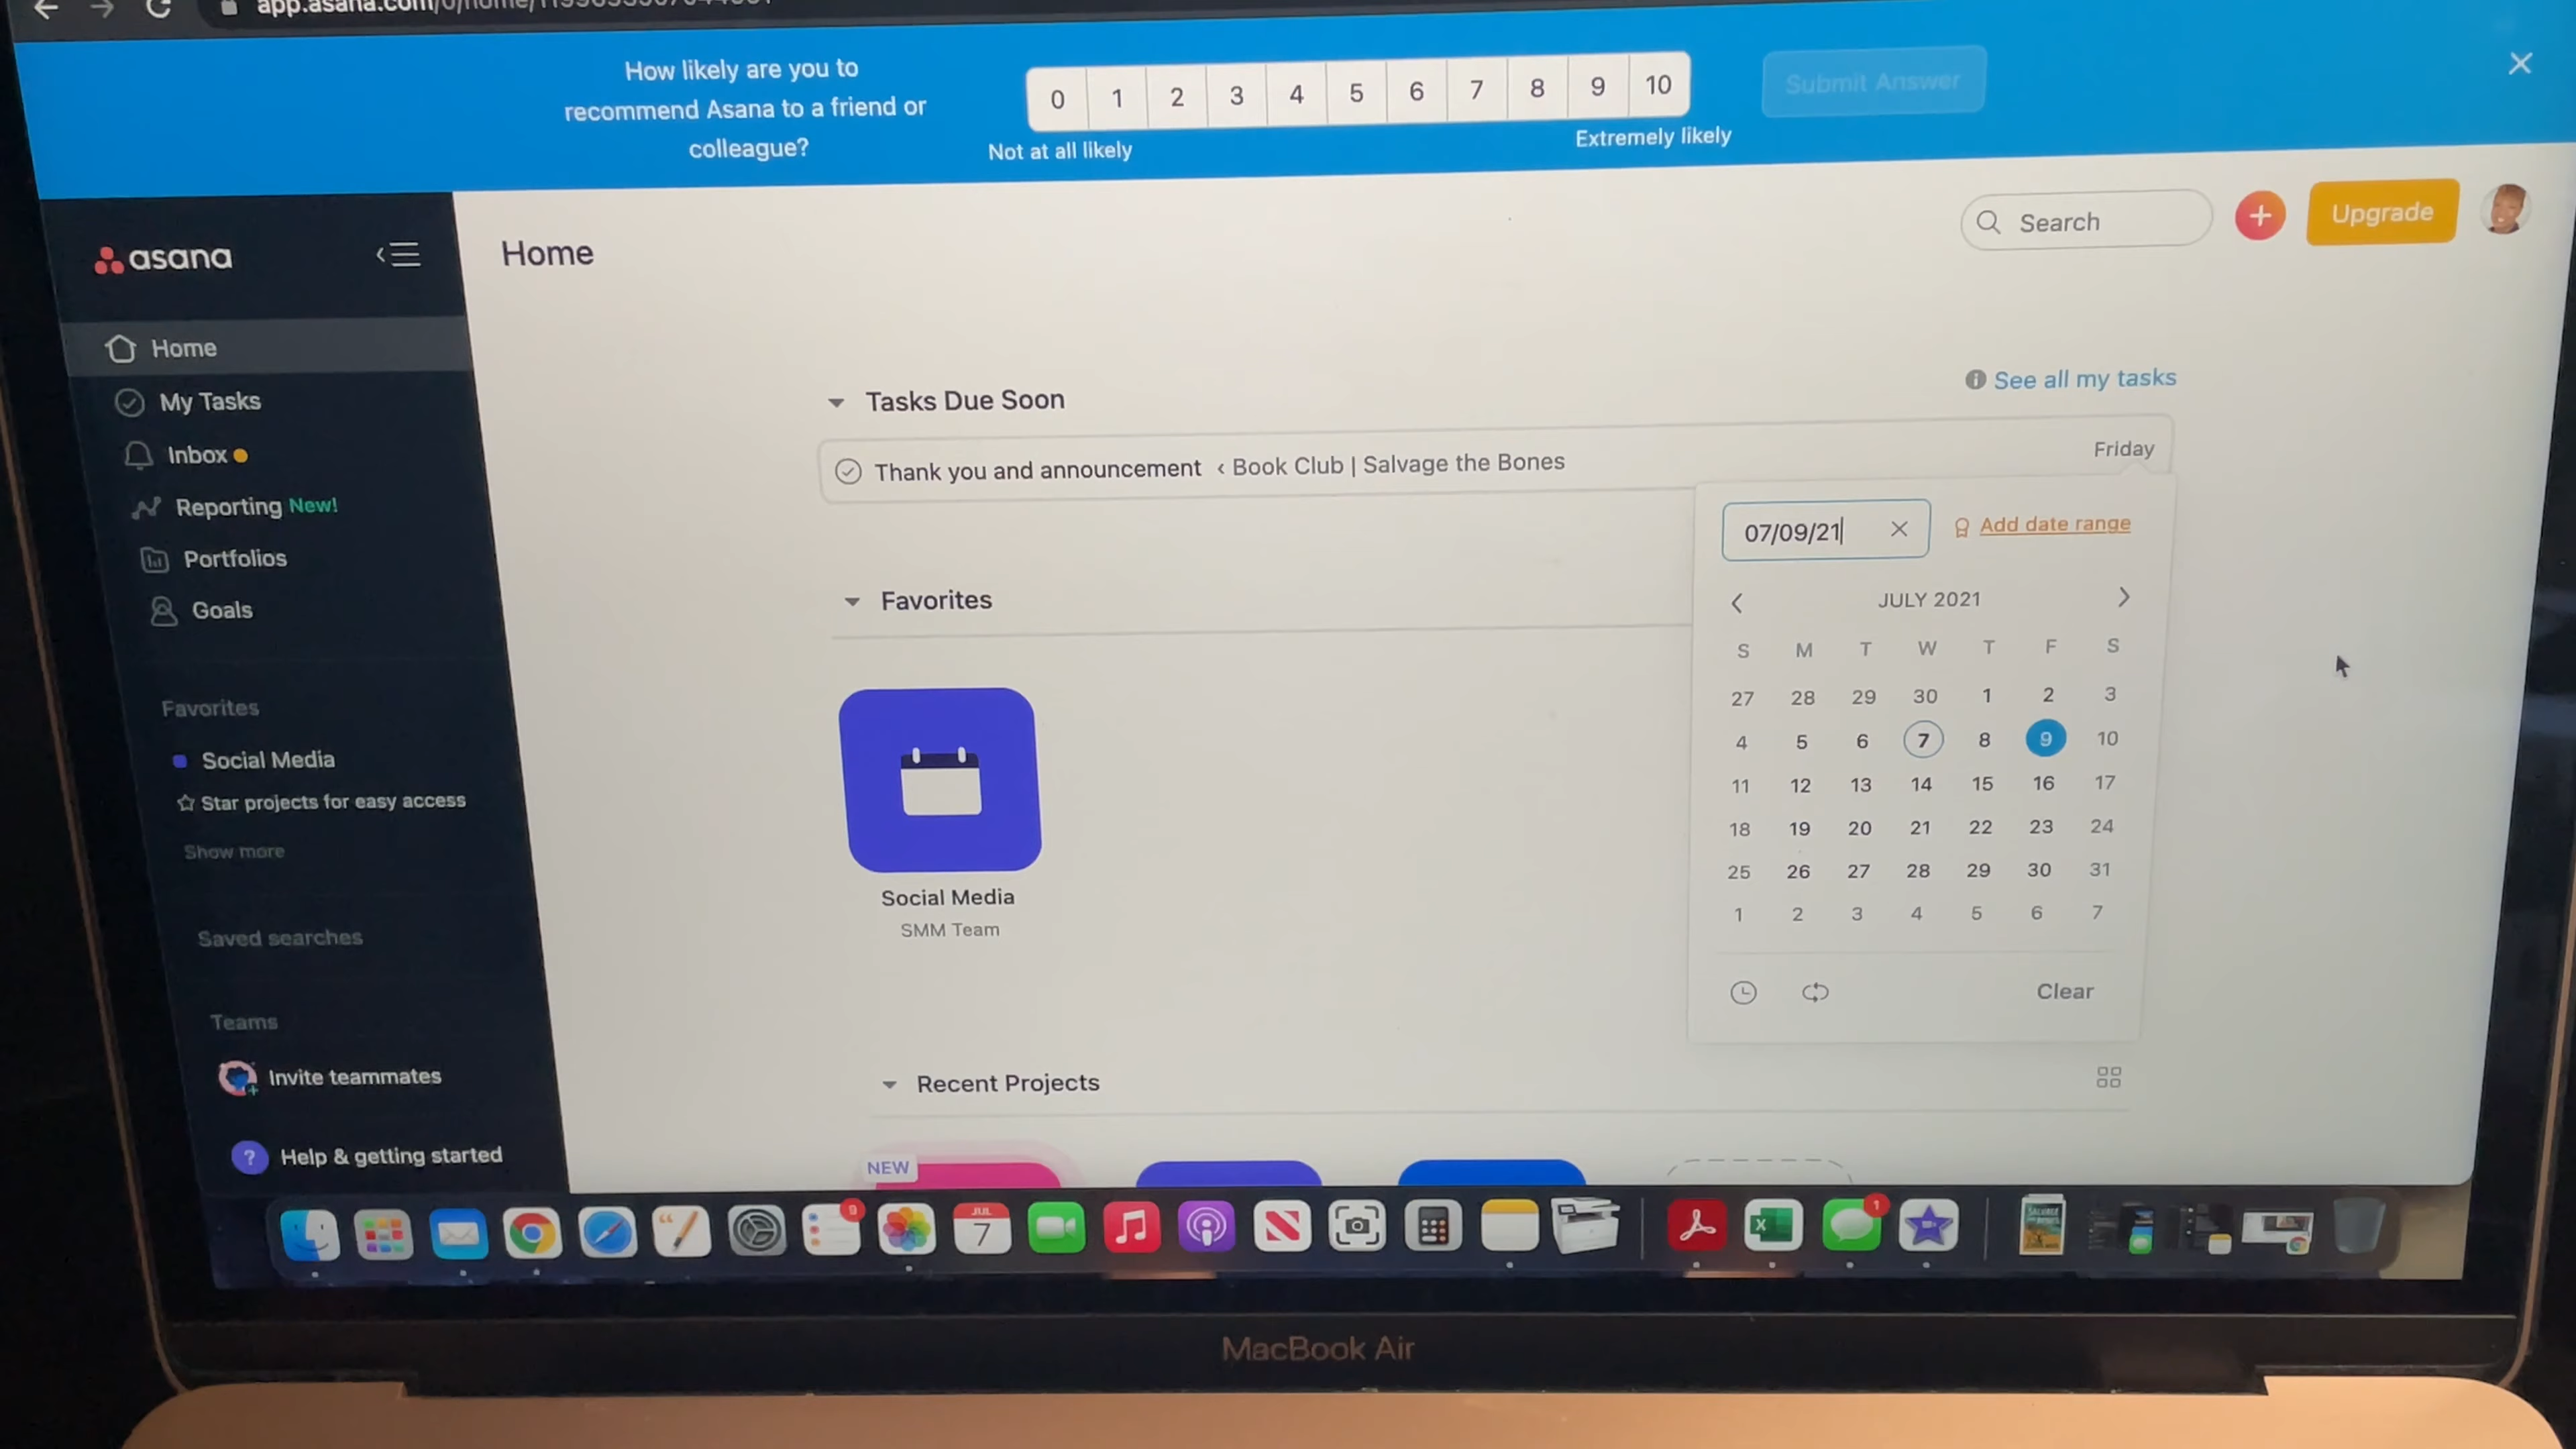 How likely are you to
recommend Asana to a friend or
colleague?
0 1 2 3 4 5 6 7 8 9 10
Not at all likely
Extremely likely
Submit Answer
asana
Home
My Tasks
Inbox
Reporting New!
Portfolios
Goals
Favorites
Social Media
Star projects for easy access
Show more
Saved searches
Teams
Invite teammates
? Help & getting started
Home
Search
Upgrade
Tasks Due Soon
See all my tasks
Thank you and announcement ‹ Book Club | Salvage the Bones
Friday
07/09/21
Add date range
JULY 2021
S M T W T F S
27 28 29 30 1 2 3
4 5 6 7 8 9 10
11 12 13 14 15 16 17
18 19 20 21 22 23 24
25 26 27 28 29 30 31
1 2 3 4 5 6 7
Clear
Favorites
Social Media
SMM Team
Recent Projects
NEW
9
JUL
7
1
MacBook Air